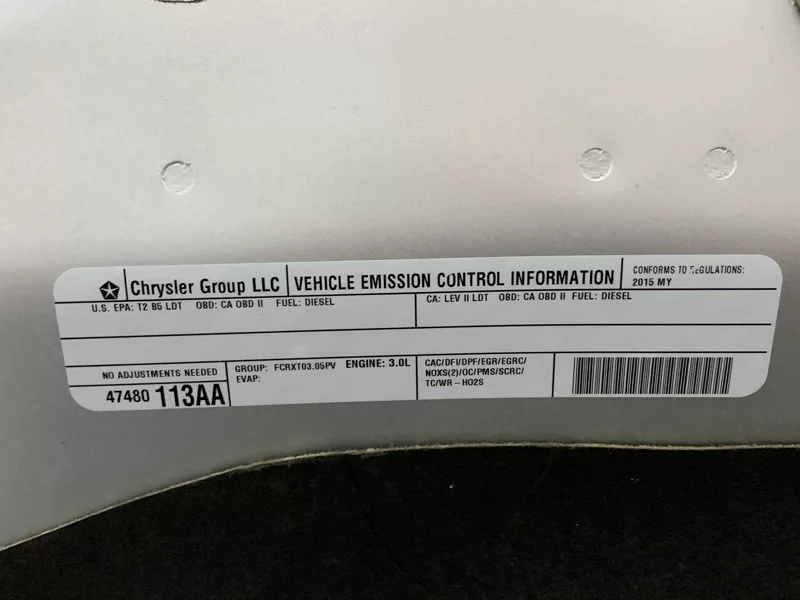 Chrysler Group LLC
VEHICLE EMISSION CONTROL INFORMATION
CONFORMS TO REGULATIONS:
2015 MY
U.S. EPA: T2 B5 LDT OBD: CA OBD II FUEL: DIESEL
CA: LEV II LDT OBD: CA OBD II FUEL: DIESEL
NO ADJUSTMENTS NEEDED
47480 113AA
GROUP: FCRXT03.05PV ENGINE: 3.0L
EVAP:
CAC/DFI/DPF/EGR/EGRC/
NOXS(2)/OC/PMS/SCRC/
TC/WR-HO2S